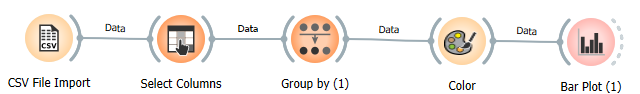 Data Data Data Data
CSV
CSV File Import Select Columns Group by (1) Color Bar Plot (1)